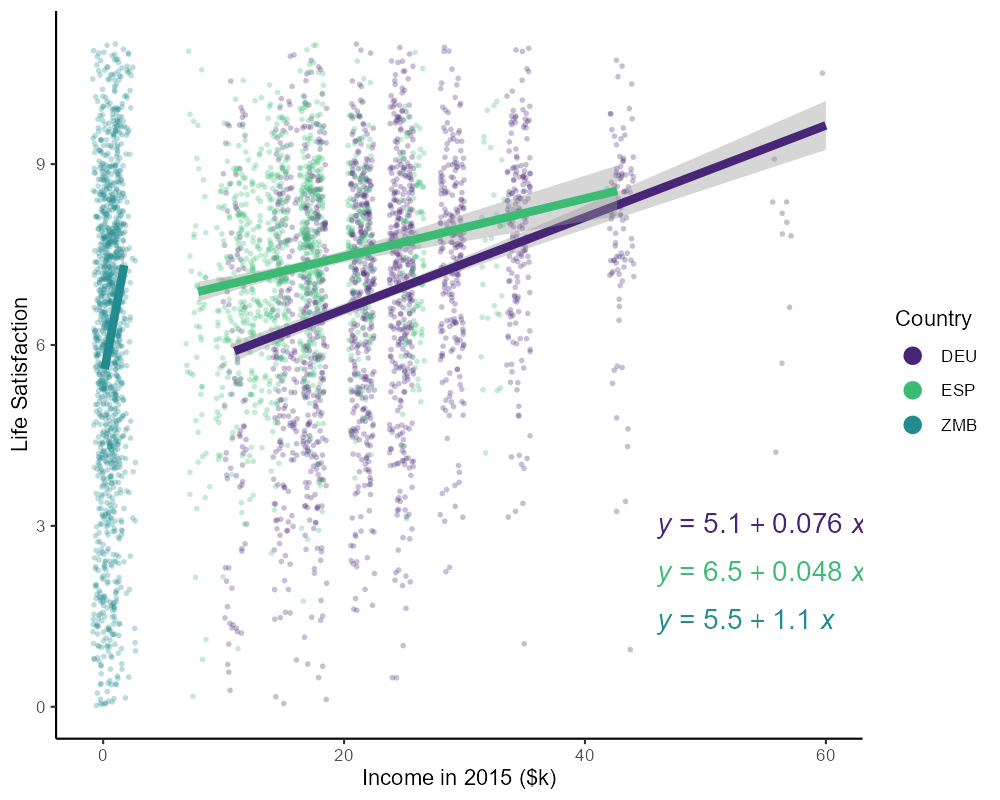 9
6
3
0
0 20 40 60
Income in 2015 ($k)
Life Satisfaction
y = 5.1 + 0.076 x
y = 6.5 + 0.048 x
y = 5.5 + 1.1 x
Country
DEU
ESP
ZMB